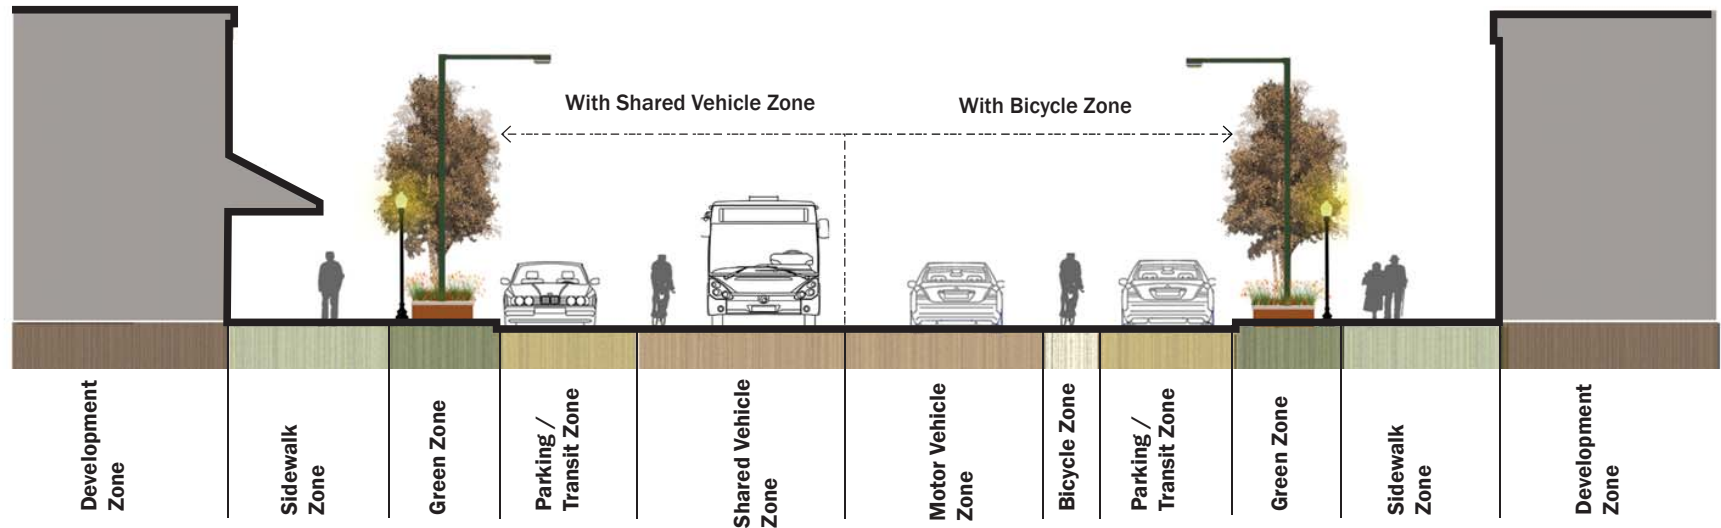 With Shared Vehicle Zone
With Bicycle Zone
Development
Zone
Sidewalk
Zone
Green Zone
Parking /
Transit Zone
Shared Vehicle
Zone
Motor Vehicle
Zone
Bicycle Zone
Parking /
Transit Zone
Green Zone
Sidewalk
Zone
Development
Zone